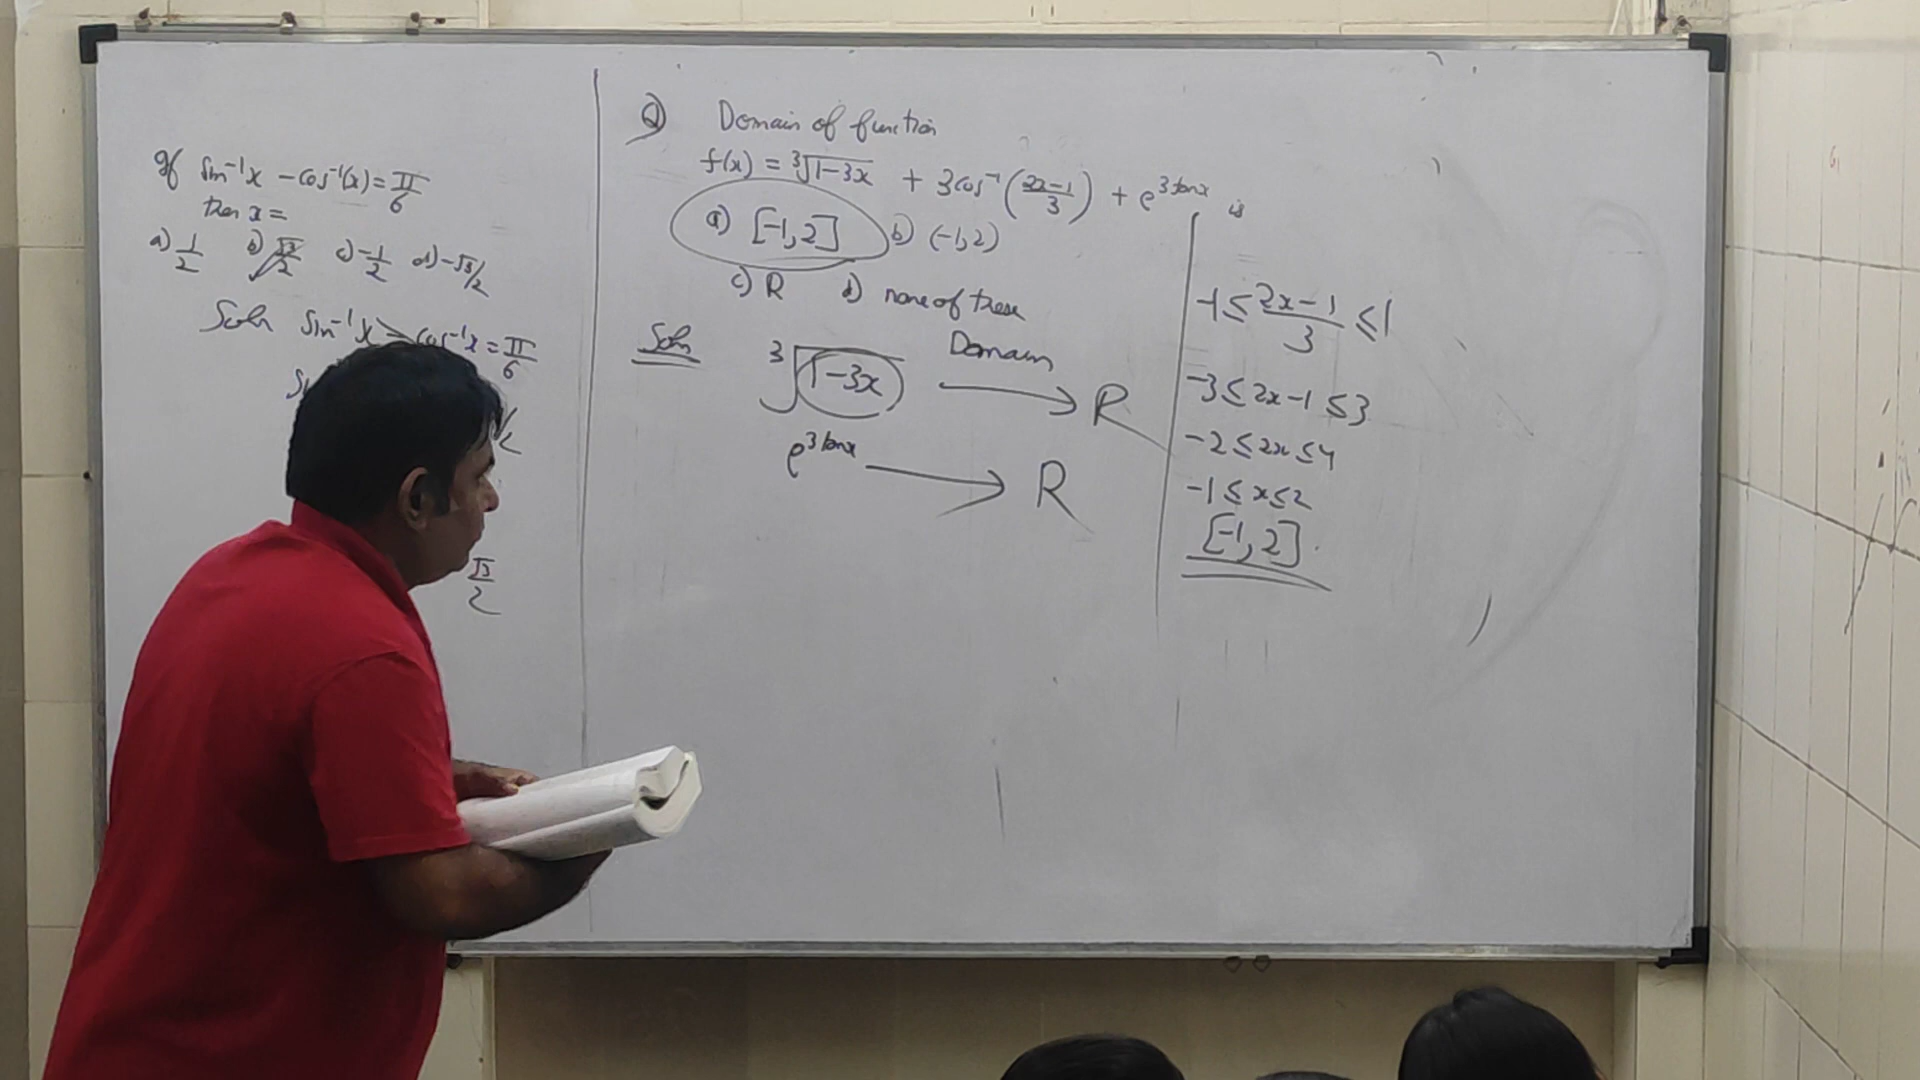 If sin⁻¹x - cos⁻¹(x) = π/6
then x =
a) 1/2 b) √3/2 c) -1/2 d) -√3/2
Soln sin⁻¹x - cos⁻¹x = π/6
√3/2
Q) Domain of function
f(x) = ∛(1-3x) + 3cos⁻¹((2x-1)/3) + e^(3tanx) is
a) [-1,2] b) (-1,2)
c) R d) none of these
Soln ∛(1-3x) Domain → R
e^(3tanx) → R
-1 ≤ (2x-1)/3 ≤ 1
-3 ≤ 2x-1 ≤ 3
-2 ≤ 2x ≤ 4
-1 ≤ x ≤ 2
[-1,2].